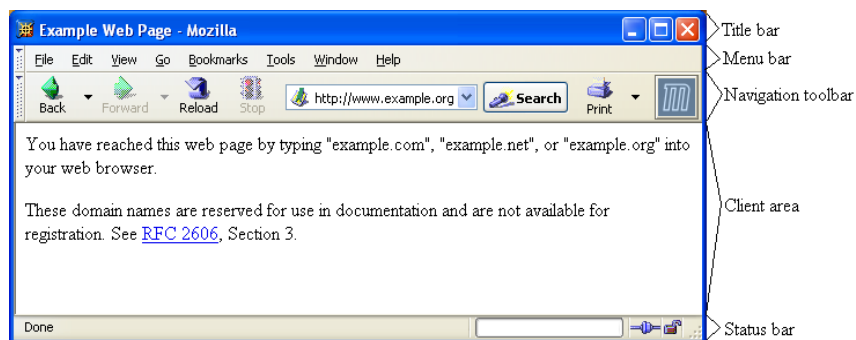 Example Web Page - Mozilla
Title bar
File Edit View Go Bookmarks Tools Window Help
Menu bar
Back Forward Reload Stop http://www.example.org Search Print
Navigation toolbar
You have reached this web page by typing "example.com", "example.net", or "example.org" into
your web browser.
These domain names are reserved for use in documentation and are not available for
registration. See RFC 2606, Section 3.
Client area
Done
Status bar